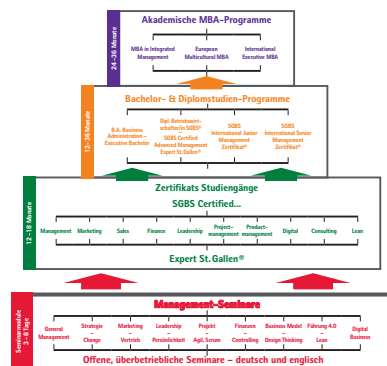 24-36 Monate
Akademische MBA-Programme
MBA in Integrated Management
European Multicultural MBA
International Executive MBA
12-36 Monate
Bachelor- & Diplomstudien-Programme
B.A. Business Administration – Executive Bachelor
Dipl. Betriebswirtschafter/in SGBS®
SGBS Certified Advanced Management Expert St.Gallen®
SGBS International Junior Management Zertifikat®
SGBS International Senior Management Zertifikat®
12-18 Monate
Zertifikats Studiengänge
SGBS Certified...
Management Marketing Sales Finance Leadership Project-management Product-management Digital Consulting Lean
Expert St.Gallen®
Seminarmodule 3-8 Tage
Management-Seminare
General Management
Strategie – Change
Marketing – Vertrieb
Leadership – Persönlichkeit
Projekt – Agil, Scrum
Finanzen – Controlling
Business Model – Design Thinking
Führung 4.0 – Lean
Digital Business
Offene, überbetriebliche Seminare – deutsch und englisch